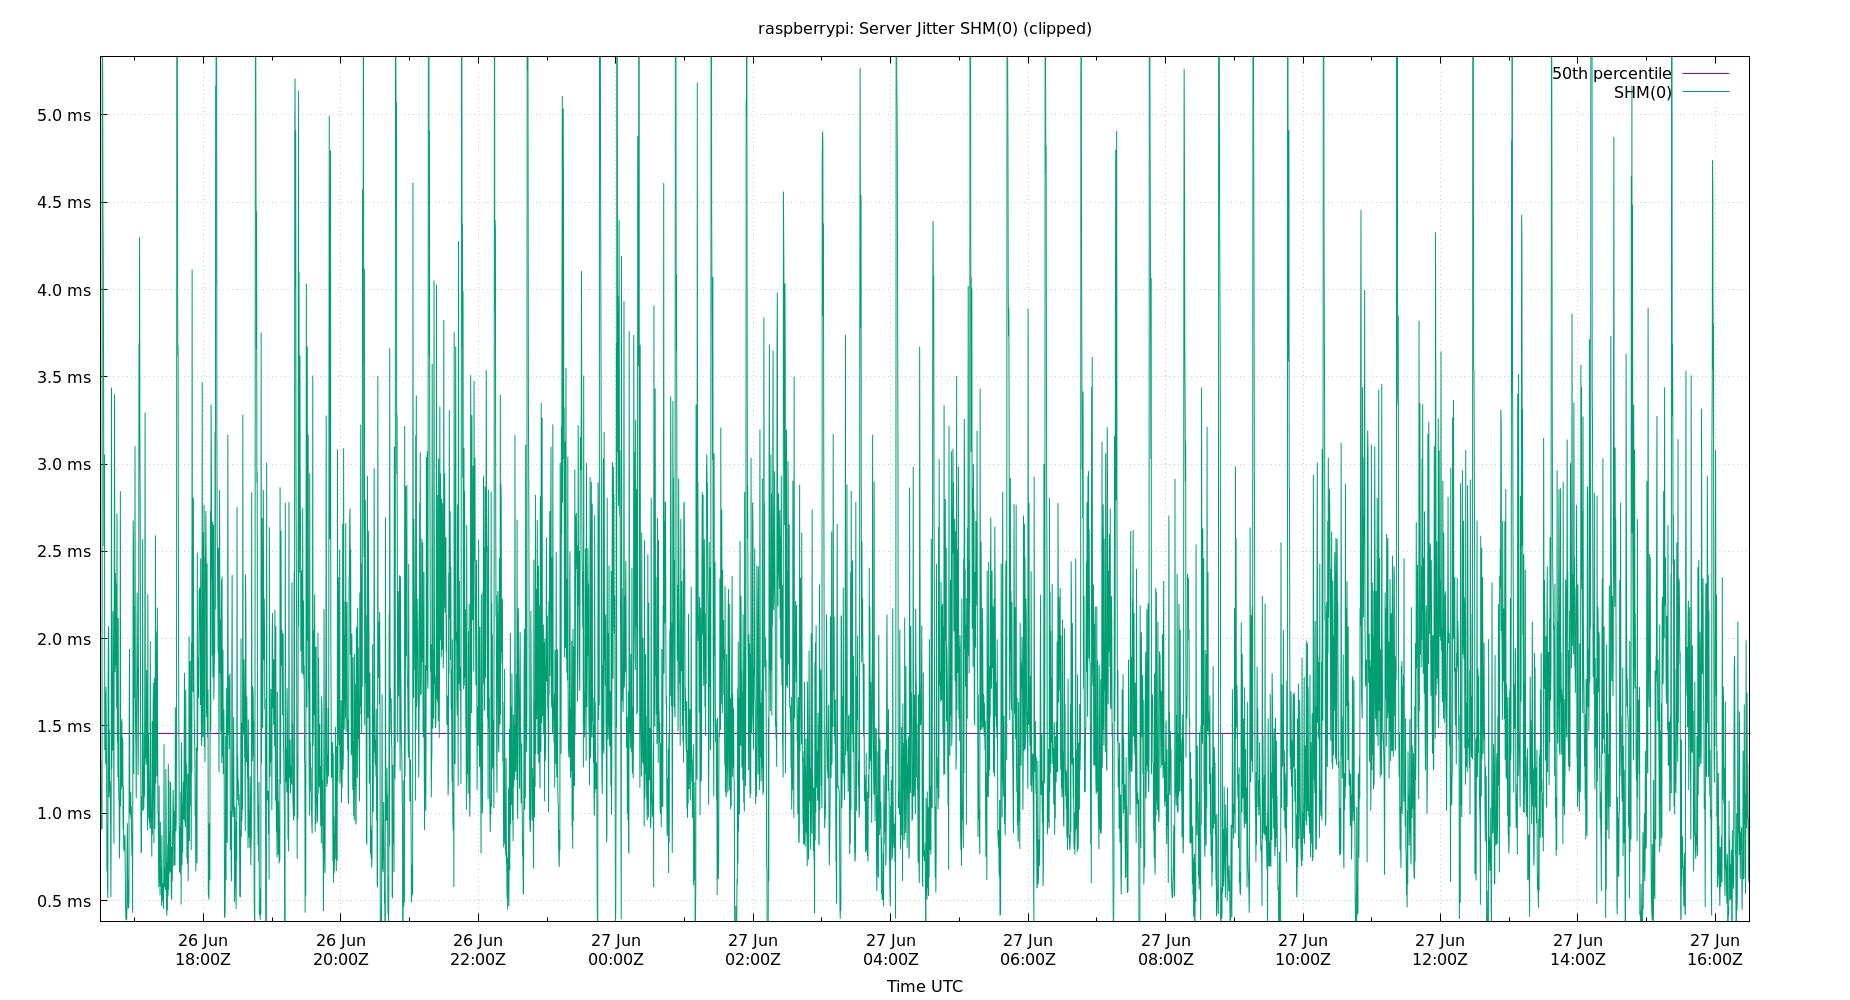 raspberrypi: Server Jitter SHM(0) (clipped)
50th percentile
SHM(0)
5.0 ms
4.5 ms
4.0 ms
3.5 ms
3.0 ms
2.5 ms
2.0 ms
1.5 ms
1.0 ms
0.5 ms
26 Jun 26 Jun 26 Jun 27 Jun 27 Jun 27 Jun 27 Jun 27 Jun 27 Jun 27 Jun 27 Jun 27 Jun
18:00Z 20:00Z 22:00Z 00:00Z 02:00Z 04:00Z 06:00Z 08:00Z 10:00Z 12:00Z 14:00Z 16:00Z
Time UTC